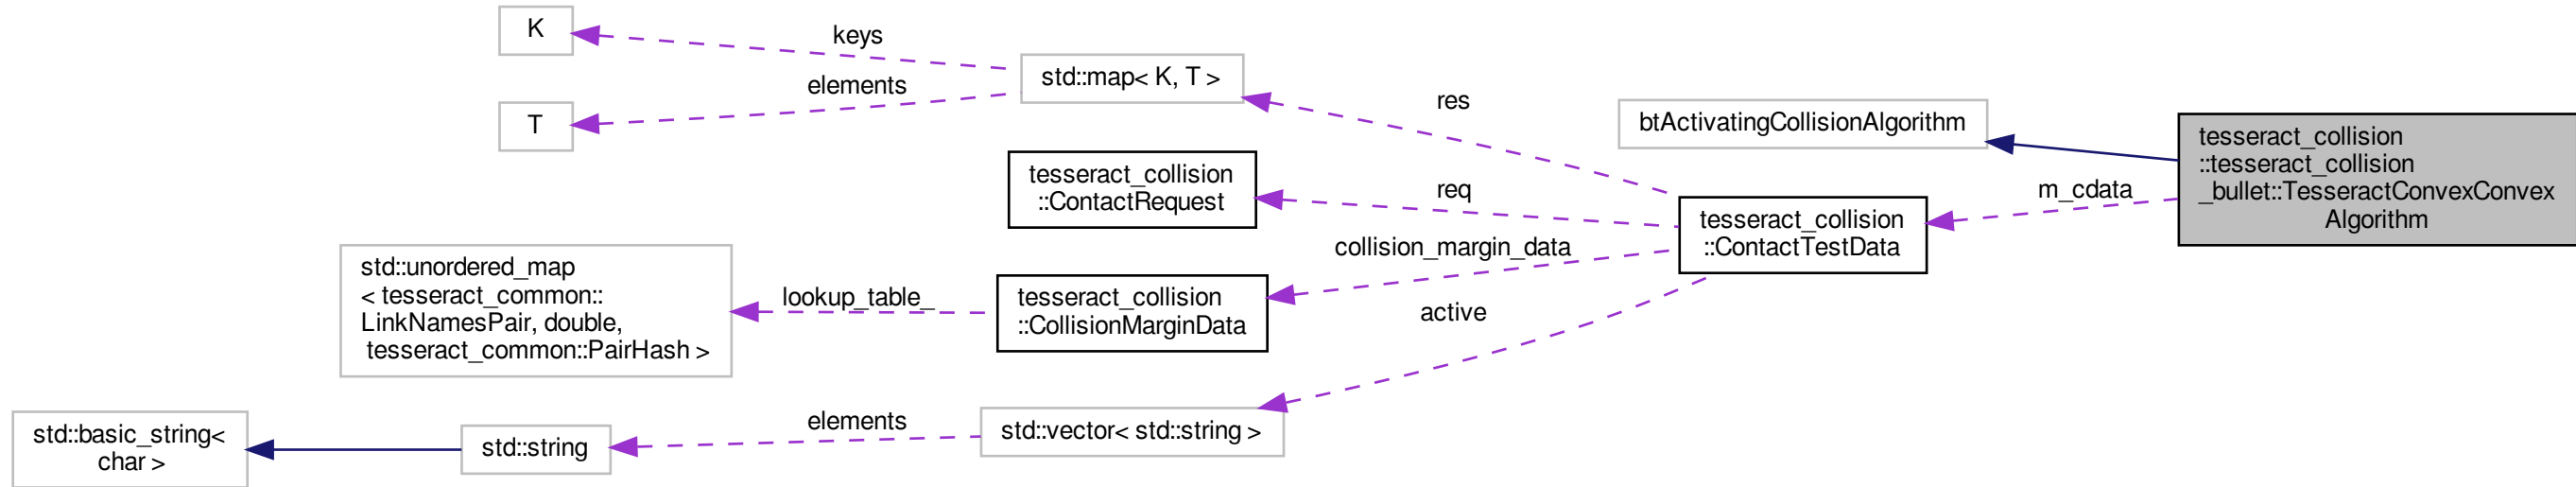 K
keys
std::map< K, T >
elements
T
res
btActivatingCollisionAlgorithm
tesseract_collision
::tesseract_collision
_bullet::TesseractConvexConvex
Algorithm
m_cdata
tesseract_collision
::ContactRequest
req
tesseract_collision
::ContactTestData
collision_margin_data
std::unordered_map
< tesseract_common::
LinkNamesPair, double,
tesseract_common::PairHash >
lookup_table_
tesseract_collision
::CollisionMarginData
active
std::basic_string<
char >
std::string
elements
std::vector< std::string >